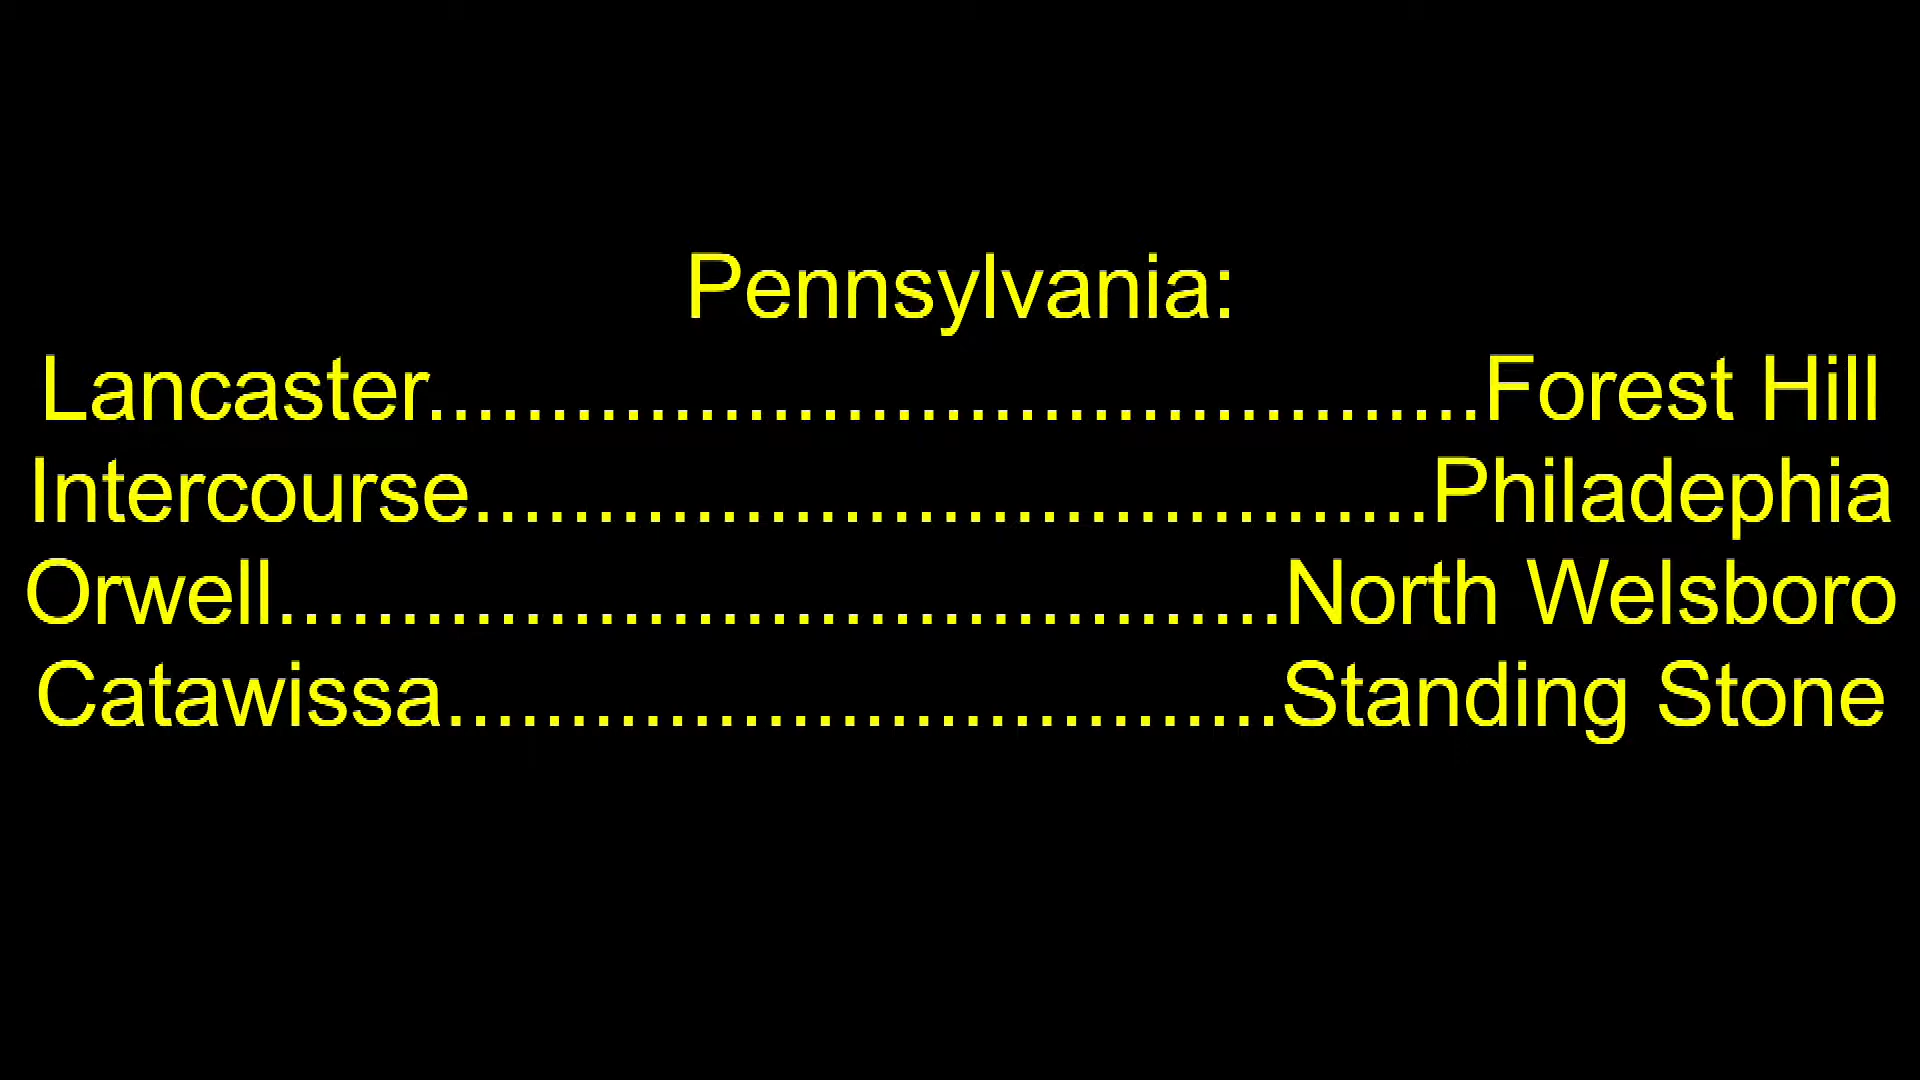 Pennsylvania:
Lancaster...........................................Forest Hill
Intercourse.......................................Philadephia
Orwell.........................................North Welsboro
Catawissa..................................Standing Stone